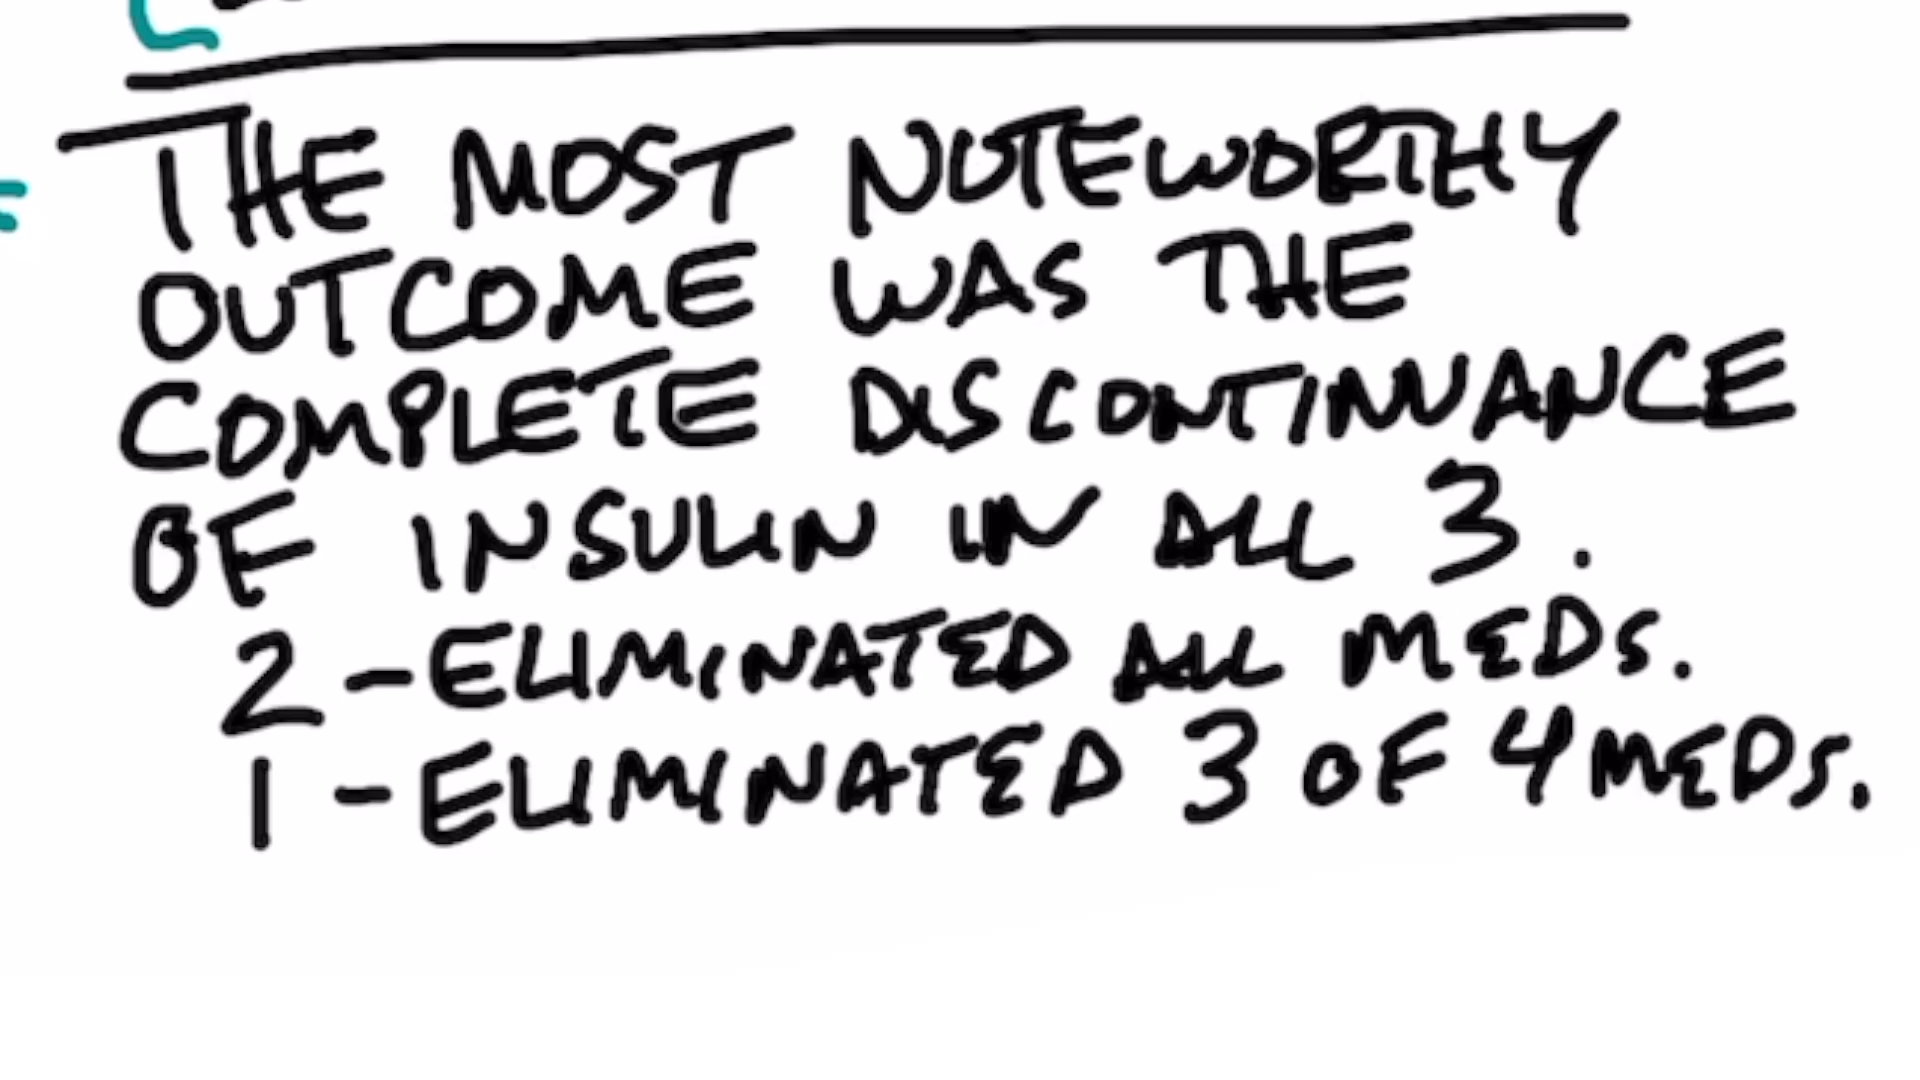 THE MOST NOTEWORTHY
OUTCOME WAS THE
COMPLETE DISCONTINUANCE
OF INSULIN IN ALL 3.
2 - ELIMINATED ALL MEDS.
1 - ELIMINATED 3 OF 4 MEDS.